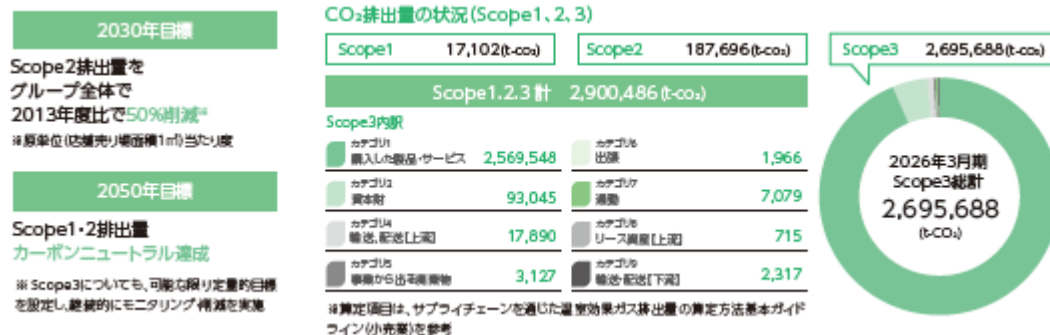 2030年目標
Scope2排出量を
グループ全体で
2013年度比で50%削減※
※原単位(店舗売り場面積1㎡)当たり度
2050年目標
Scope1・2排出量
カーボンニュートラル達成
※ Scope3についても、可能な限り定量的目標
を設定し、継続的にモニタリング・削減を実施
CO₂排出量の状況(Scope1、2、3)
Scope1 17,102(t-co₂)
Scope2 187,696(t-co₂)
Scope3 2,695,688(t-co₂)
Scope1.2.3 計 2,900,486(t-co₂)
Scope3内訳
カテゴリ1
購入した製品・サービス 2,569,548
カテゴリ2
資本財 93,045
カテゴリ4
輸送、配送[上流] 17,890
カテゴリ5
事業から出る廃棄物 3,127
カテゴリ6
出張 1,966
カテゴリ7
通勤 7,079
カテゴリ8
リース資産[上流] 715
カテゴリ9
輸送・配送[下流] 2,317
※算定項目は、サプライチェーンを通じた温室効果ガス排出量の算定方法基本ガイド
ライン(小売業)を参考
2026年3月期
Scope3総計
2,695,688
(t-CO₂)